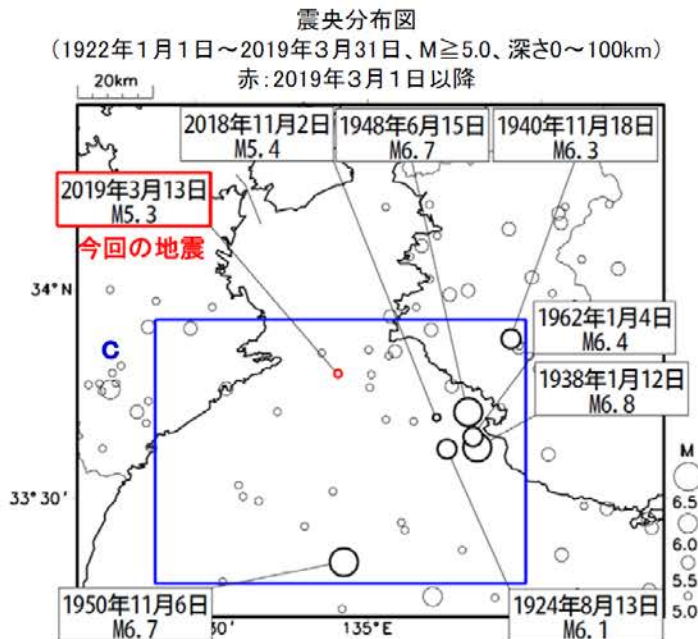 震央分布図
(1922年1月1日～2019年3月31日、M≧5.0、深さ0～100km)
赤：2019年3月1日以降
20km
2018年11月2日
M5.4
1948年6月15日
M6.7
1940年11月18日
M6.3
2019年3月13日
M5.3
今回の地震
34°N
1962年1月4日
M6.4
C
1938年1月12日
M6.8
M
33°30'
6.5
6.0
5.5
5.0
1950年11月6日
M6.7
135°E
1924年8月13日
M6.1